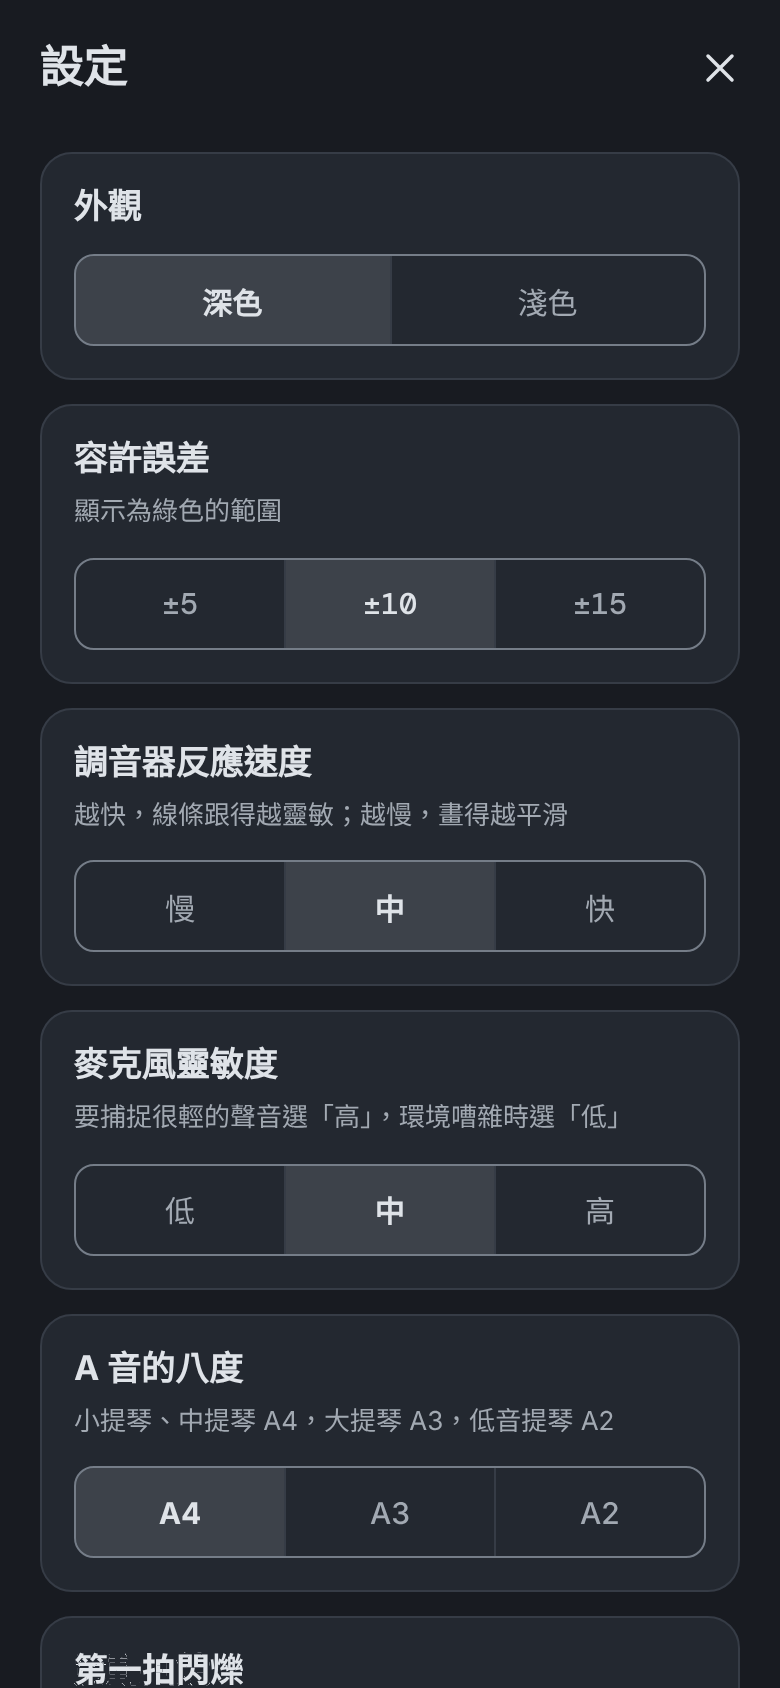 設定
外觀
深色 淺色
容許誤差
顯示為綠色的範圍
±5 ±10 ±15
調音器反應速度
越快，線條跟得越靈敏；越慢，畫得越平滑
慢 中 快
麥克風靈敏度
要捕捉很輕的聲音選「高」，環境嘈雜時選「低」
低 中 高
A 音的八度
小提琴、中提琴 A4，大提琴 A3，低音提琴 A2
A4 A3 A2
第一拍閃爍